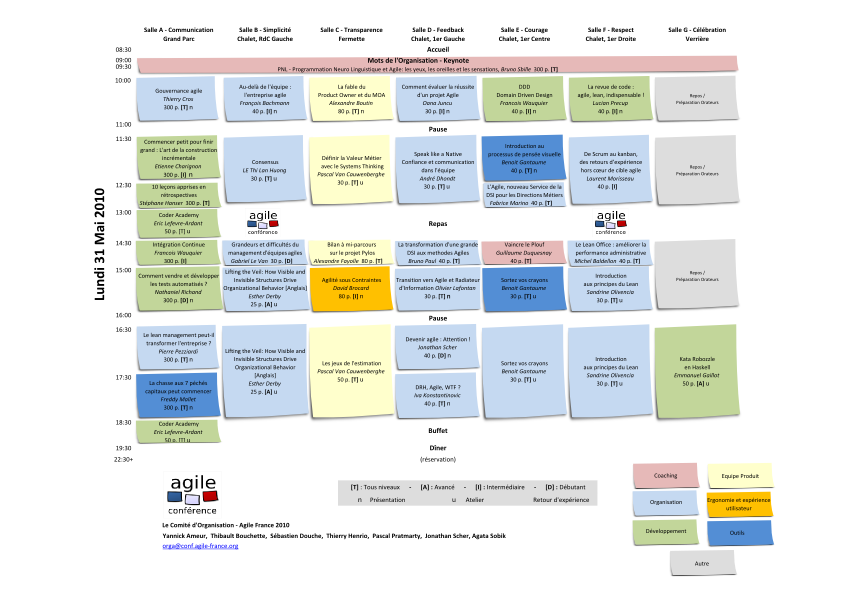 Salle A - Communication
Grand Parc
Salle B - Simplicité
Chalet, RdC Gauche
Salle C - Transparence
Fermette
Salle D - Feedback
Chalet, 1er Gauche
Salle E - Courage
Chalet, 1er Centre
Salle F - Respect
Chalet, 1er Droite
Salle G - Célébration
Verrière
Lundi 31 Mai 2010
08:30
Accueil
09:00
09:30
Mots de l'Organisation - Keynote
PNL - Programmation Neuro Linguistique et Agile: les yeux, les oreilles et les sensations, Bruno Sbille 300 p. [T]
10:00
Gouvernance agile
Thierry Cros
300 p. [T] n
Au-delà de l'équipe :
l'entreprise agile
François Bachmann
40 p. [I] n
La fable du
Product Owner et du MOA
Alexandre Boutin
80 p. [T] n
Comment évaluer la réussite
d'un projet Agile
Oana Juncu
30 p. [I] n
DDD
Domain Driven Design
Francois Wauquier
40 p. [I] n
La revue de code :
agile, lean, indispensable !
Lucian Precup
40 p. [I] n
Repos /
Préparation Orateurs
11:00
Pause
11:30
Commencer petit pour finir
grand : L'art de la construction
incrémentale
Etienne Charignon
300 p. [I] n
Consensus
LE Thi Lan Huong
30 p. [T] u
Définir la Valeur Métier
avec le Systems Thinking
Pascal Van Cauwenberghe
30 p. [T] u
Speak like a Native
Confiance et communication
dans l'équipe
André Dhondt
30 p. [T] u
Introduction au
processus de pensée visuelle
Benoit Gantaume
40 p. [T] n
De Scrum au kanban,
des retours d'expérience
hors cœur de cible agile
Laurent Morisseau
40 p. [I]
Repos /
Préparation Orateurs
12:30
10 leçons apprises en
rétrospectives
Stéphane Hanser 300 p. [T]
L'Agile, nouveau Service de la
DSI pour les Directions Métiers
Fabrice Marino 40 p. [T]
13:00
Coder Academy
Eric Lefevre-Ardant
50 p. [T] u
agile
conférence
Repas
agile
conférence
14:30
Intégration Continue
Francois Wauquier
300 p. [I]
Grandeurs et difficultés du
management d'équipes agiles
Gabriel Le Van 30 p. [D]
Bilan à mi-parcours
sur le projet Pylos
Alexandre Fayolle 80 p. [T]
La transformation d'une grande
DSI aux methodes Agiles
Bruno Paul 40 p. [T]
Vaincre le Plouf
Guillaume Duquesnay
40 p. [T]
Le Lean Office : améliorer la
performance administrative
Michel Baldellon 40 p. [T]
Repos /
Préparation Orateurs
15:00
Comment vendre et développer
les tests automatisés ?
Nathaniel Richand
300 p. [D] n
Lifting the Veil: How Visible and
Invisible Structures Drive
Organizational Behavior [Anglais]
Esther Derby
25 p. [A] u
Agilité sous Contraintes
David Brocard
80 p. [I] n
Transition vers Agile et Radiateur
d'Information Olivier Lafontan
30 p. [T] n
Sortez vos crayons
Benoit Gantaume
30 p. [T] u
Introduction
aux principes du Lean
Sandrine Olivencia
30 p. [T] u
16:00
Pause
16:30
Le lean management peut-il
transformer l'entreprise ?
Pierre Pezziardi
300 p. [T] n
Lifting the Veil: How Visible and
Invisible Structures Drive
Organizational Behavior
[Anglais]
Esther Derby
25 p. [A] u
Les jeux de l'estimation
Pascal Van Cauwenberghe
50 p. [T] u
Devenir agile : Attention !
Jonathan Scher
40 p. [D] n
Sortez vos crayons
Benoit Gantaume
30 p. [T] u
Introduction
aux principes du Lean
Sandrine Olivencia
30 p. [T] u
Kata Robozzle
en Haskell
Emmanuel Gaillot
50 p. [A] u
17:30
La chasse aux 7 péchés
capitaux peut commencer
Freddy Mallet
300 p. [T] n
DRH, Agile, WTF ?
Iva Konstantinovic
40 p. [T] n
18:30
Coder Academy
Eric Lefevre-Ardant
50 p. [T] u
Buffet
19:30
Dîner
22:30+
(réservation)
agile
conférence
[T] : Tous niveaux - [A] : Avancé - [I] : Intermédiaire - [D] : Débutant
n Présentation u Atelier Retour d'expérience
Coaching
Equipe Produit
Organisation
Ergonomie et expérience
utilisateur
Développement
Outils
Autre
Le Comité d'Organisation - Agile France 2010
Yannick Ameur, Thibault Bouchette, Sébastien Douche, Thierry Henrio, Pascal Pratmarty, Jonathan Scher, Agata Sobik
orga@conf.agile-france.org